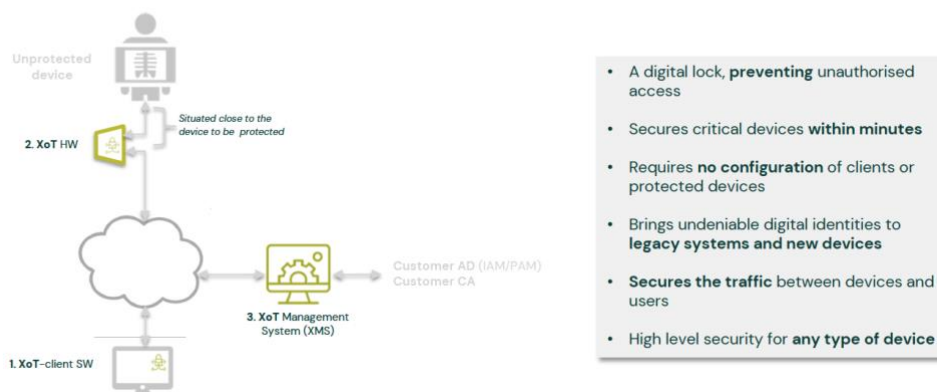 Unprotected
device
Situated close to the
device to be protected
2. XoT HW
Customer AD (IAM/PAM)
Customer CA
3. XoT Management
System (XMS)
1. XoT-client SW
• A digital lock, preventing unauthorised
access
• Secures critical devices within minutes
• Requires no configuration of clients or
protected devices
• Brings undeniable digital identities to
legacy systems and new devices
• Secures the traffic between devices and
users
• High level security for any type of device